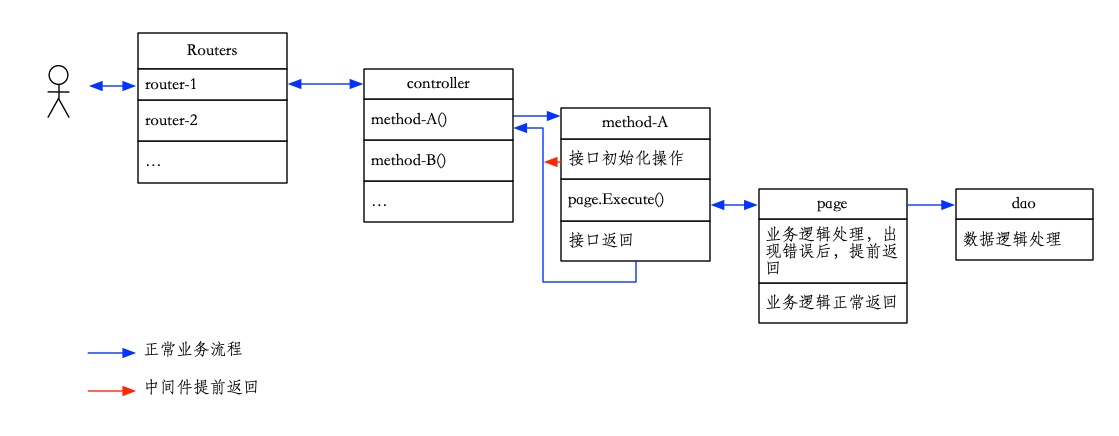 Routers
router-1
router-2
...
controller
method-A()
method-B()
...
method-A
接口初始化操作
page.Execute()
接口返回
page
业务逻辑处理，出
现错误后，提前返
回
业务逻辑正常返回
dao
数据逻辑处理
正常业务流程
中间件提前返回